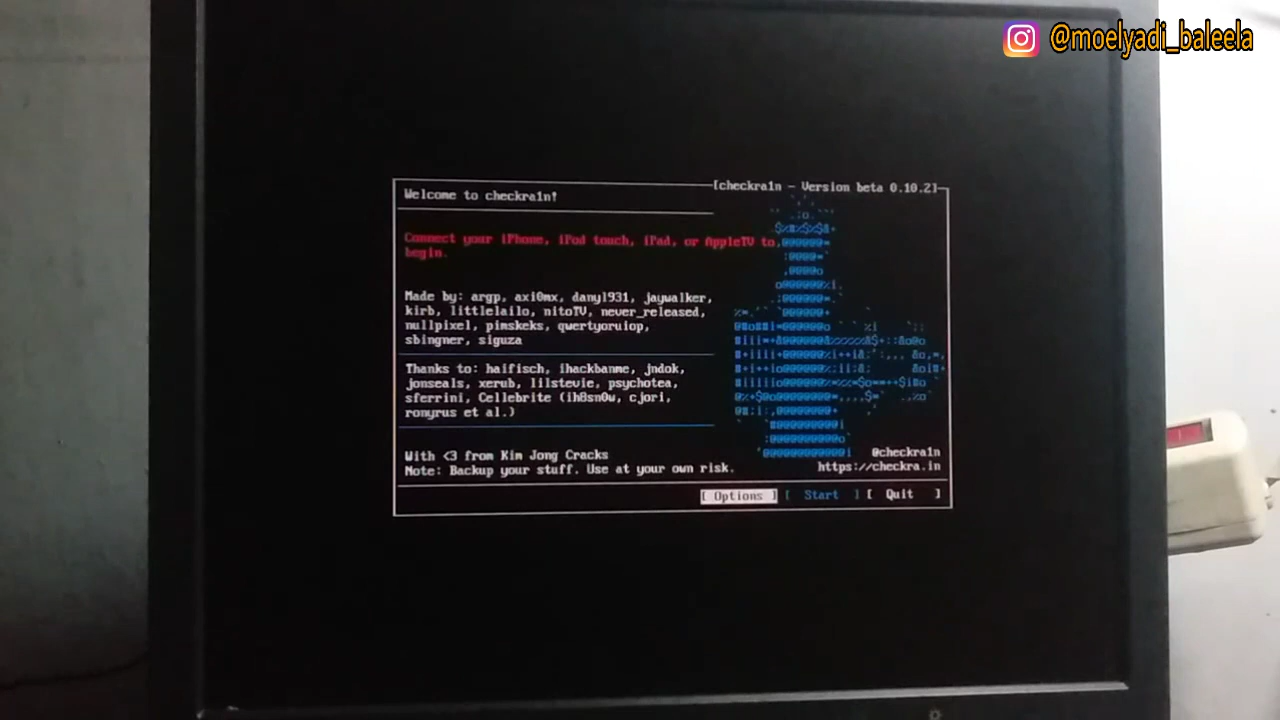 @moelyadi_baleela
[checkra1n - Version beta 0.10.2]
Welcome to checkra1n!
Connect your iPhone, iPod touch, iPad, or AppleTV to
begin.
Made by: argp, axi0mx, danyl931, jaywalker,
kirb, littlelailo, nitoTV, never_released,
nullpixel, pimskeks, qwertyoruiop,
sbingner, siguza
Thanks to: haifisch, ihackbanme, jndok,
jonseals, xerub, lilstevie, psychotea,
sferrini, Cellebrite (ih8sn0w, cjori,
ronyrus et al.)
With <3 from Kim Jong Cracks
@checkra1n
Note: Backup your stuff. Use at your own risk.
https://checkra.in
[ Options ] [ Start ] [ Quit ]